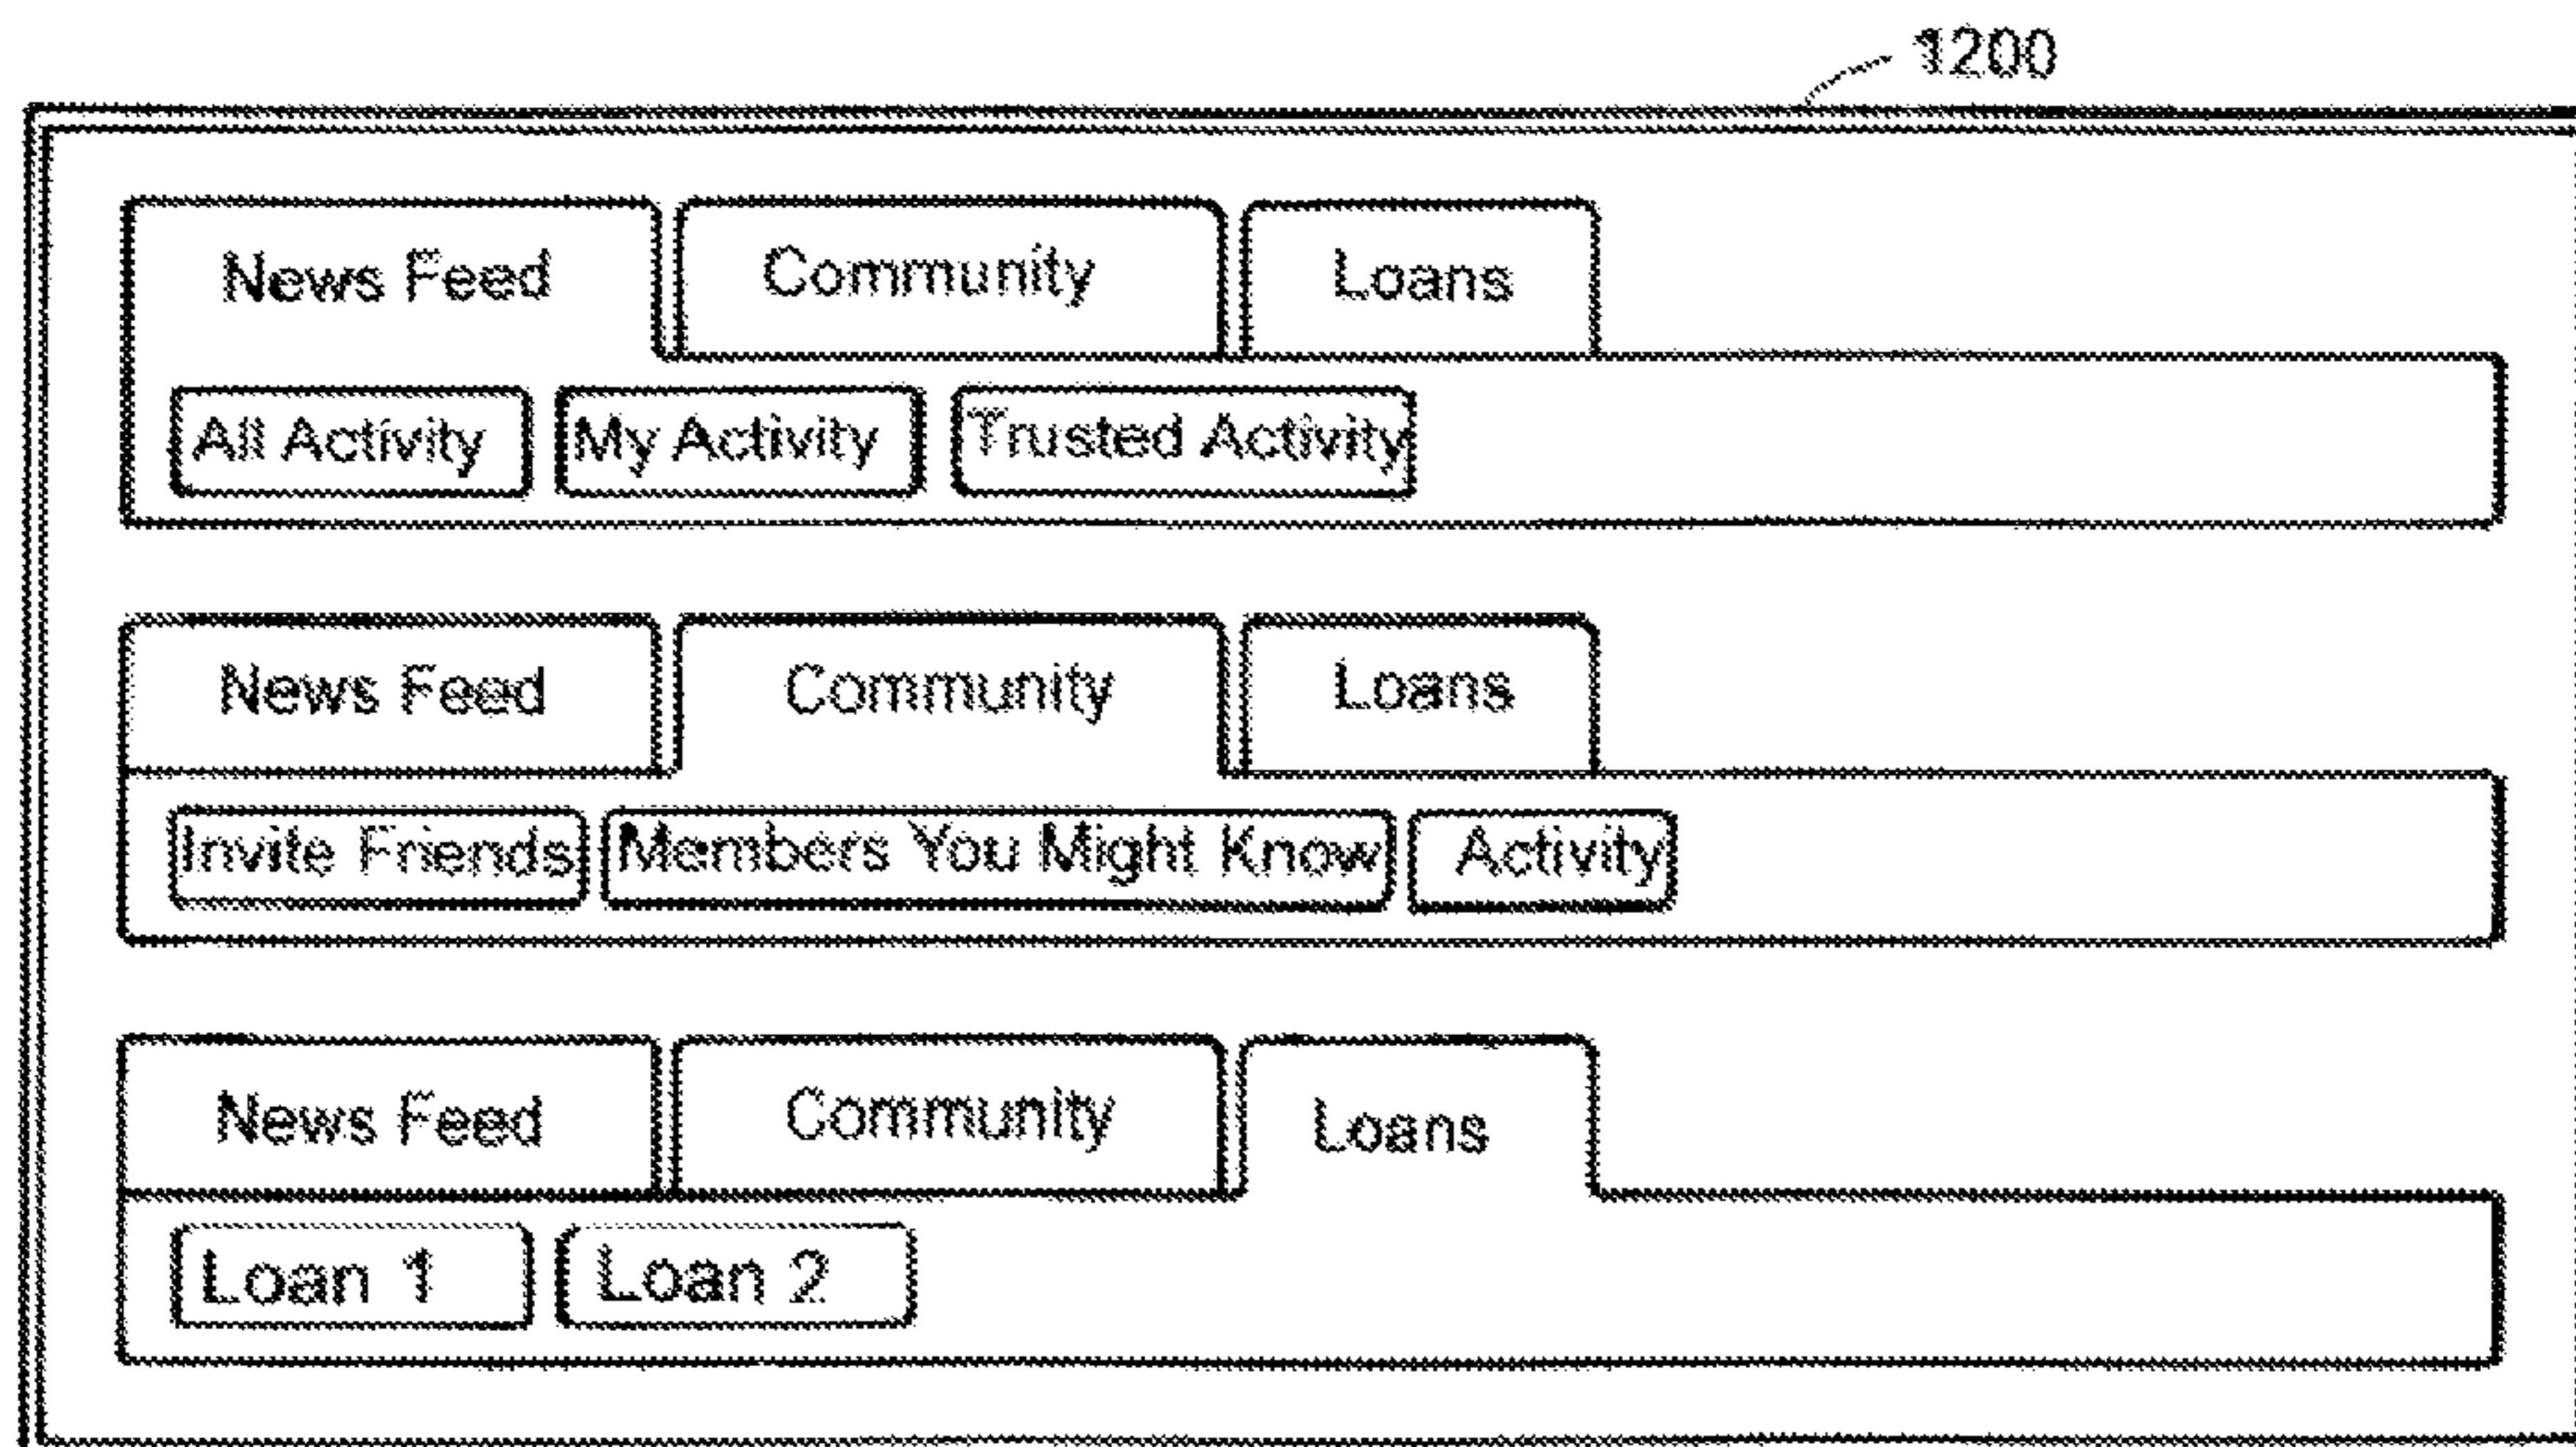 1200
News Feed Community Loans
All Activity My Activity Trusted Activity
News Feed Community Loans
Invite Friends Members You Might Know Activity
News Feed Community Loans
Loan 1 Loan 2